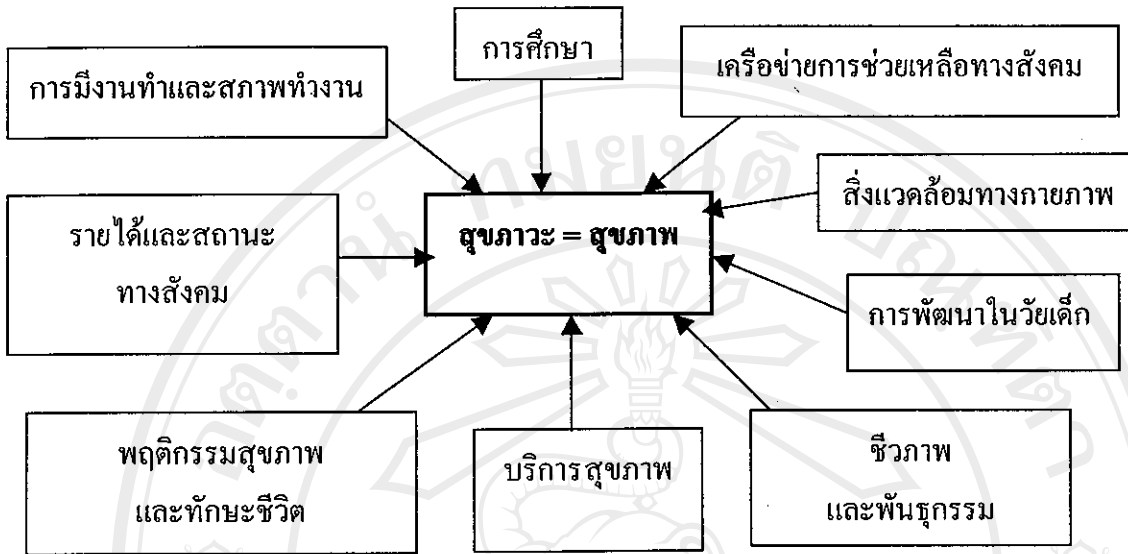 การศึกษา
การมีงานทำและสภาพทำงาน
เครือข่ายการช่วยเหลือทางสังคม
สิ่งแวดล้อมทางกายภาพ
รายได้และสถานะ
ทางสังคม
สุขภาวะ = สุขภาพ
การพัฒนาในวัยเด็ก
พฤติกรรมสุขภาพ
และทักษะชีวิต
บริการสุขภาพ
ชีวภาพ
และพันธุกรรม